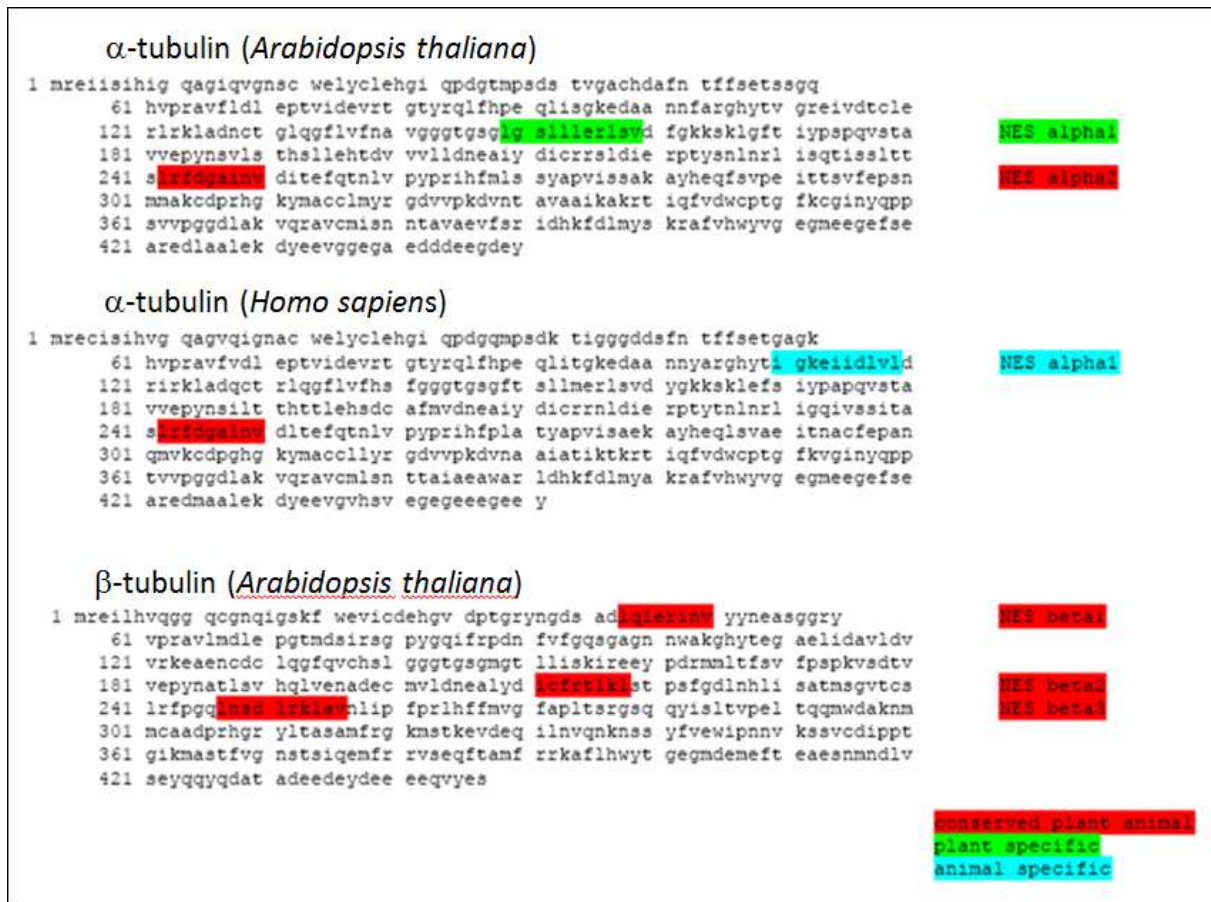 α-tubulin (Arabidopsis thaliana)
1 mreiisihig qagiqvgnsc welyclehgi qpdgtmpsds tvgachdafn tffsetssgq
61 hvpravfldl eptvidevrt gtyrqlfhpe qlisgkedaa nnfarghytv greivdtcle
121 rlrkladnct glqgflvfna vgggtgsglg slllerlsvd fgkksklgft iypspqvsta NES alpha1
181 vvepynsvls thsllehtdv vvlldneaiy dicrrsldie rptysnlnrl isqtissltt
241 slrfdgainv ditefqtnlv pyprihfmls syapvissak ayheqfsvpe ittsvfepsn NES alpha2
301 mmakcdprhg kymacclmyr gdvvpkdvnt avaaikakrt iqfvdwcptg fkcginyqpp
361 svvpggdlak vqravcmisn ntavaevfsr idhkfdlmys krafvhwyvg egmeegefse
421 aredlaalek dyeevggega edddeegdey
α-tubulin (Homo sapiens)
1 mrecisihvg qagvqignac welyclehgi qpdgqmpsdk tigggddsfn tffsetgagk
61 hvpravfvdl eptvidevrt gtyrqlfhpe qlitgkedaa nnyarghyti gkeiidlvld NES alpha1
121 rirkladqct rlqgflvfhs fgggtgsgft sllmerlsvd ygkksklefs iypapqvsta
181 vvepynsilt thttlehsdc afmvdneaiy dicrrnldie rptytnlnrl igqivssita
241 slrfdgalnv dltefqtnlv pyprihfpla tyapvisaek ayheqlsvae itnacfepan NES alpha2
301 qmvkcdpghg kymaccllyr gdvvpkdvna aiatiktkrt iqfvdwcptg fkvginyqpp
361 tvvpggdlak vqravcmlsn ttaiaeawar ldhkfdlmya krafvhwyvg egmeegefse
421 aredmaalek dyeevgvhsv egegeeegee y
β-tubulin (Arabidopsis thaliana)
1 mreilhvqgg qcgnqigskf wevicdehgv dptgryngds adlqlerinv yyneasggry NES beta1
61 vpravlmdle pgtmdsirsg pygqifrpdn fvfgqsgagn nwakghyteg aelidavldv
121 vrkeaencdc lqgfqvchsl gggtgsgmgt lliskireey pdrmmltfsv fpspkvsdtv
181 vepynatlsv hqlvenadec mvldnealyd icfrtlklst psfgdlnhli satmsgvtcs NES beta2
241 lrfpgqlnsd lrklavnlip fprlhffmvg fapltsrgsq qyisltvpel tqqmwdaknm NES beta3
301 mcaadprhgr yltasamfrg kmstkevdeq ilnvqnknss yfvewipnnv kssvcdippt
361 gikmastfvg nstsiqemfr rvseqftamf rrkaflhwyt gegmdemeft eaesnmndlv
421 seyqqyqdat adeedeydee eeqvyes
conserved plant animal
plant specific
animal specific